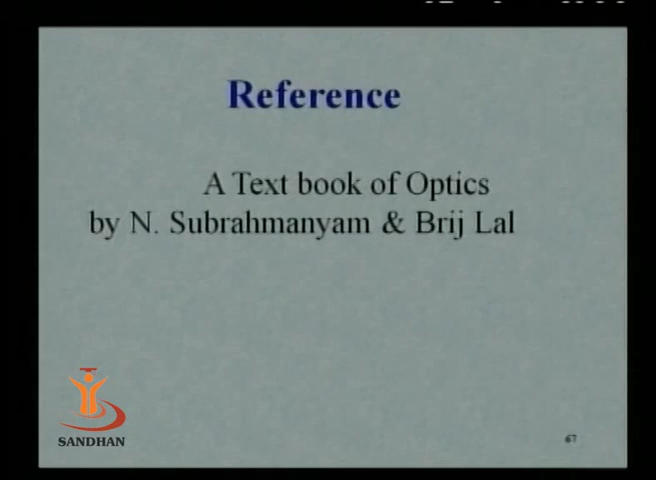 Reference
A Text book of Optics
by N. Subrahmanyam & Brij Lal
SANDHAN
67